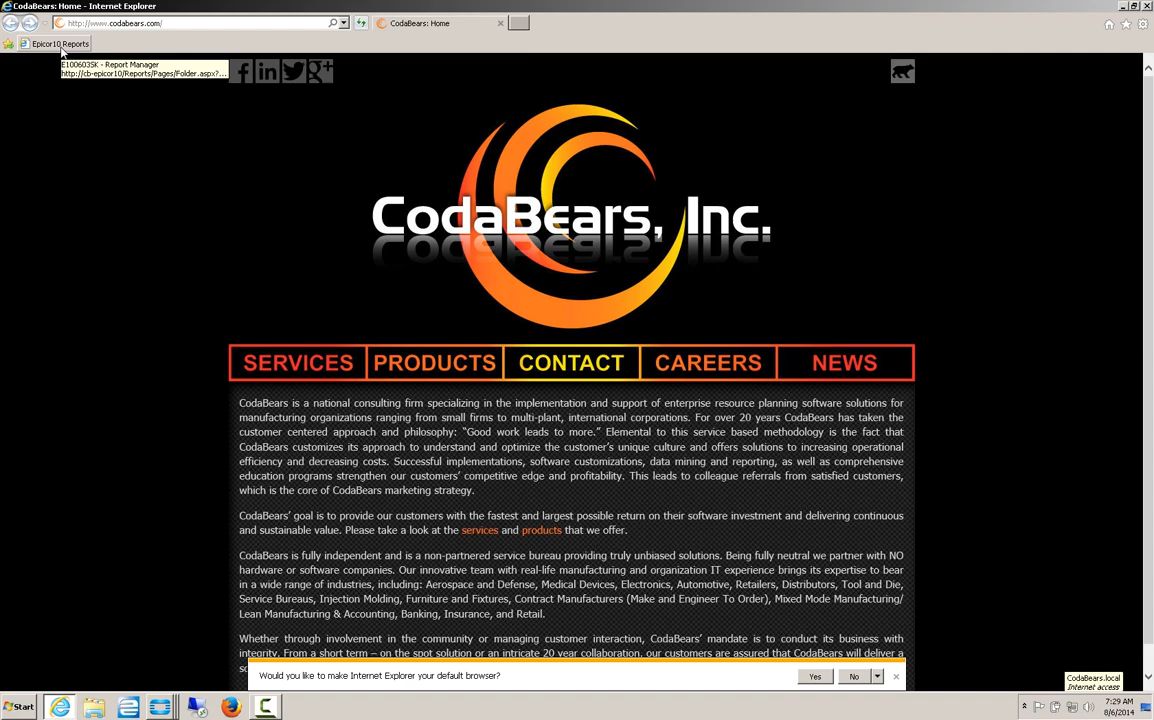 CodaBears: Home - Internet Explorer
http://www.codabears.com/
CodaBears: Home
Epicor10 Reports
E1006035K - Report Manager
http://cb-epicor10/Reports/Pages/Folder.aspx?...
CodaBears, Inc.
SERVICES PRODUCTS CONTACT CAREERS NEWS
CodaBears is a national consulting firm specializing in the implementation and support of enterprise resource planning software solutions for
manufacturing organizations ranging from small firms to multi-plant, international corporations. For over 20 years CodaBears has taken the
customer centered approach and philosophy: “Good work leads to more.” Elemental to this service based methodology is the fact that
CodaBears customizes its approach to understand and optimize the customer’s unique culture and offers solutions to increasing operational
efficiency and decreasing costs. Successful implementations, software customizations, data mining and reporting, as well as comprehensive
education programs strengthen our customers’ competitive edge and profitability. This leads to colleague referrals from satisfied customers,
which is the core of CodaBears marketing strategy.
CodaBears’ goal is to provide our customers with the fastest and largest possible return on their software investment and delivering continuous
and sustainable value. Please take a look at the services and products that we offer.
CodaBears is fully independent and is a non-partnered service bureau providing truly unbiased solutions. Being fully neutral we partner with NO
hardware or software companies. Our innovative team with real-life manufacturing and organization IT experience brings its expertise to bear
in a wide range of industries, including: Aerospace and Defense, Medical Devices, Electronics, Automotive, Retailers, Distributors, Tool and Die,
Service Bureaus, Injection Molding, Furniture and Fixtures, Contract Manufacturers (Make and Engineer To Order), Mixed Mode Manufacturing/
Lean Manufacturing & Accounting, Banking, Insurance, and Retail.
Whether through involvement in the community or managing customer interaction, CodaBears’ mandate is to conduct its business with
integrity. From a short term – on the spot solution or an intricate 20 year collaboration, our customers are assured that CodaBears will deliver a
Would you like to make Internet Explorer your default browser?
Yes
No
CodaBears.local
Internet access
Start
7:29 AM
8/6/2014